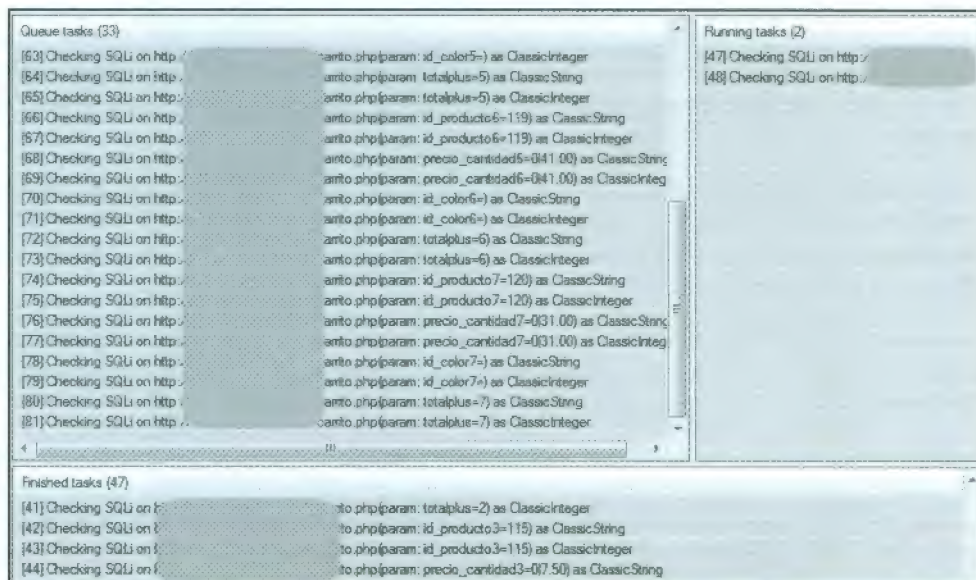 Queue tasks (33)
[63] Checking SQLi on http:/ arrito.php(param: id_color5=) as ClassicInteger
[64] Checking SQLi on http:/ arrito.php(param: totalplus=5) as ClassicString
[65] Checking SQLi on http:/ arrito.php(param: totalplus=5) as ClassicInteger
[66] Checking SQLi on http:/ arrito.php(param: id_producto6=119) as ClassicString
[67] Checking SQLi on http:/ arrito.php(param: id_producto6=119) as ClassicInteger
[68] Checking SQLi on http:/ arrito.php(param: precio_cantidad6=0(41.00) as ClassicString
[69] Checking SQLi on http:/ arrito.php(param: precio_cantidad6=0(41.00) as ClassicInteg
[70] Checking SQLi on http:/ arrito.php(param: id_color6=) as ClassicString
[71] Checking SQLi on http:/ arrito.php(param: id_color6=) as ClassicInteger
[72] Checking SQLi on http:/ arrito.php(param: totalplus=6) as ClassicString
[73] Checking SQLi on http:/ arrito.php(param: totalplus=6) as ClassicInteger
[74] Checking SQLi on http:/ arrito.php(param: id_producto7=120) as ClassicString
[75] Checking SQLi on http:/ arrito.php(param: id_producto7=120) as ClassicInteger
[76] Checking SQLi on http:/ arrito.php(param: precio_cantidad7=0(31.00) as ClassicString
[77] Checking SQLi on http:/ arrito.php(param: precio_cantidad7=0(31.00) as ClassicInteg
[78] Checking SQLi on http:/ arrito.php(param: id_color7=) as ClassicString
[79] Checking SQLi on http:/ arrito.php(param: id_color7=) as ClassicInteger
[80] Checking SQLi on http:/ arrito.php(param: totalplus=7) as ClassicString
[81] Checking SQLi on http:/ carrito.php(param: totalplus=7) as ClassicInteger
Running tasks (2)
[47] Checking SQLi on http:/
[48] Checking SQLi on http:/
Finished tasks (47)
[41] Checking SQLi on h ito.php(param: totalplus=2) as ClassicInteger
[42] Checking SQLi on to.php(param: id_producto3=115) as ClassicString
[43] Checking SQLi on to.php(param: id_producto3=115) as ClassicInteger
[44] Checking SQLi on to.php(param: precio_cantidad3=0(7.50) as ClassicString